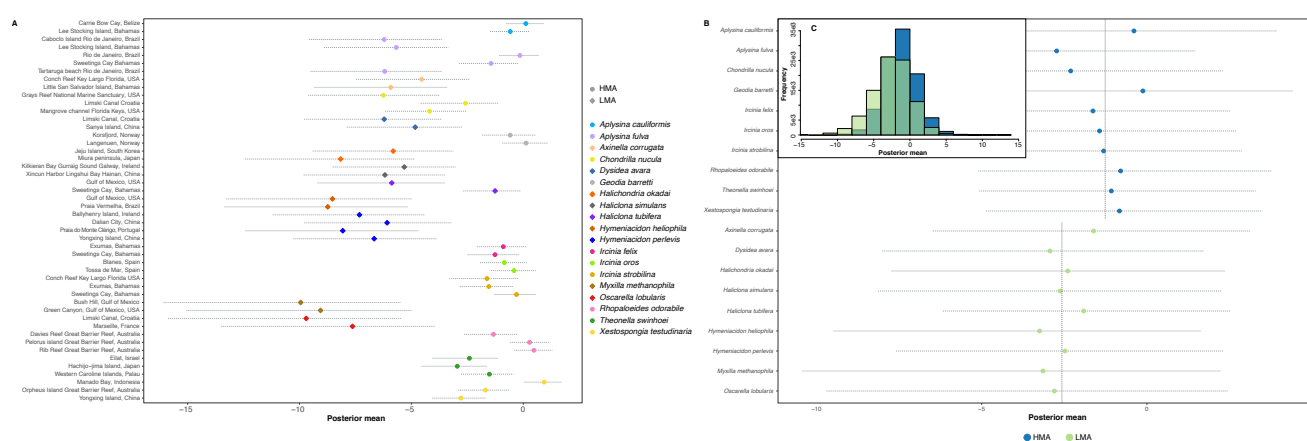 A
Carrie Bow Cay, Belize
Lee Stocking Island, Bahamas
Caboclo Island Rio de Janeiro, Brazil
Lee Stocking Island, Bahamas
Rio de Janeiro, Brazil
Sweetings Cay Bahamas
Tartaruga beach Rio de Janeiro, Brazil
Conch Reef Key Largo Florida, USA
Little San Salvador Island, Bahamas
Grays Reef National Marine Sanctuary, USA
Limski Canal Croatia
Mangrove channel Florida Keys, USA
Limski Canal, Croatia
Sanya Island, China
Korsfjord, Norway
Langenuen, Norway
Jeju Island, South Korea
Miura peninsula, Japan
Kilkieran Bay Gurraig Sound Galway, Ireland
Xincun Harbor Lingshui Bay Hainan, China
Gulf of Mexico, USA
Sweetings Cay, Bahamas
Gulf of Mexico, USA
Praia Vermelha, Brazil
Ballyhenry Island, Ireland
Dalian City, China
Praia do Monte Clérigo, Portugal
Yongxing Island, China
Exumas, Bahamas
Sweetings Cay, Bahamas
Blanes, Spain
Tossa de Mar, Spain
Conch Reef Key Largo Florida USA
Exumas, Bahamas
Sweetings Cay, Bahamas
Bush Hill, Gulf of Mexico
Green Canyon, Gulf of Mexico, USA
Limski Canal, Croatia
Marseille, France
Davies Reef Great Barrier Reef, Australia
Pelorus island Great Barrier Reef, Australia
Rib Reef Great Barrier Reef, Australia
Eilat, Israel
Hachijo-jima Island, Japan
Western Caroline Islands, Palau
Manado Bay, Indonesia
Orpheus Island Great Barrier Reef, Australia
Yongxing Island, China
−15 −10 −5 0
Posterior mean
HMA
LMA
Aplysina cauliformis
Aplysina fulva
Axinella corrugata
Chondrilla nucula
Dysidea avara
Geodia barretti
Halichondria okadai
Haliclona simulans
Haliclona tubifera
Hymeniacidon heliophila
Hymeniacidon perlevis
Ircinia felix
Ircinia oros
Ircinia strobilina
Myxilla methanophila
Oscarella lobularis
Rhopaloeides odorabile
Theonella swinhoei
Xestospongia testudinaria
B
Aplysina cauliformis
Aplysina fulva
Chondrilla nucula
Geodia barretti
Ircinia felix
Ircinia oros
Ircinia strobilina
Rhopaloeides odorabile
Theonella swinhoei
Xestospongia testudinaria
Axinella corrugata
Dysidea avara
Halichondria okadai
Haliclona simulans
Haliclona tubifera
Hymeniacidon heliophila
Hymeniacidon perlevis
Myxilla methanophila
Oscarella lobularis
−10 −5 0
Posterior mean
HMA LMA
C
Frequency
5e3 15e3 25e3 35e3
−15 −10 −5 0 5 10 15
Posterior mean